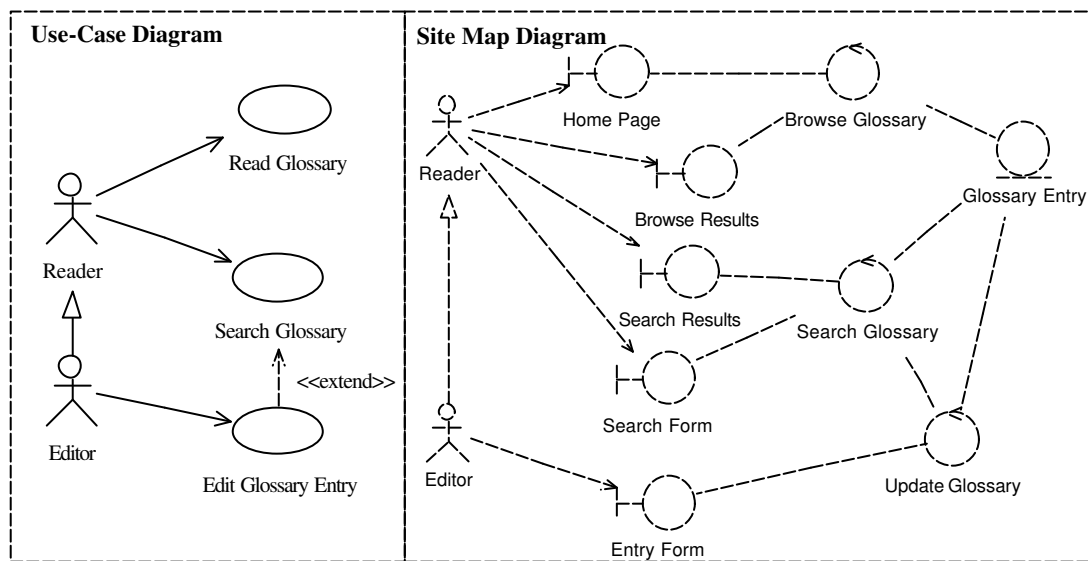 Use-Case Diagram
Read Glossary
Reader
Search Glossary
<<extend>>
Editor
Edit Glossary Entry
Site Map Diagram
Home Page
Browse Glossary
Reader
Glossary Entry
Browse Results
Search Results
Search Glossary
Search Form
Editor
Update Glossary
Entry Form